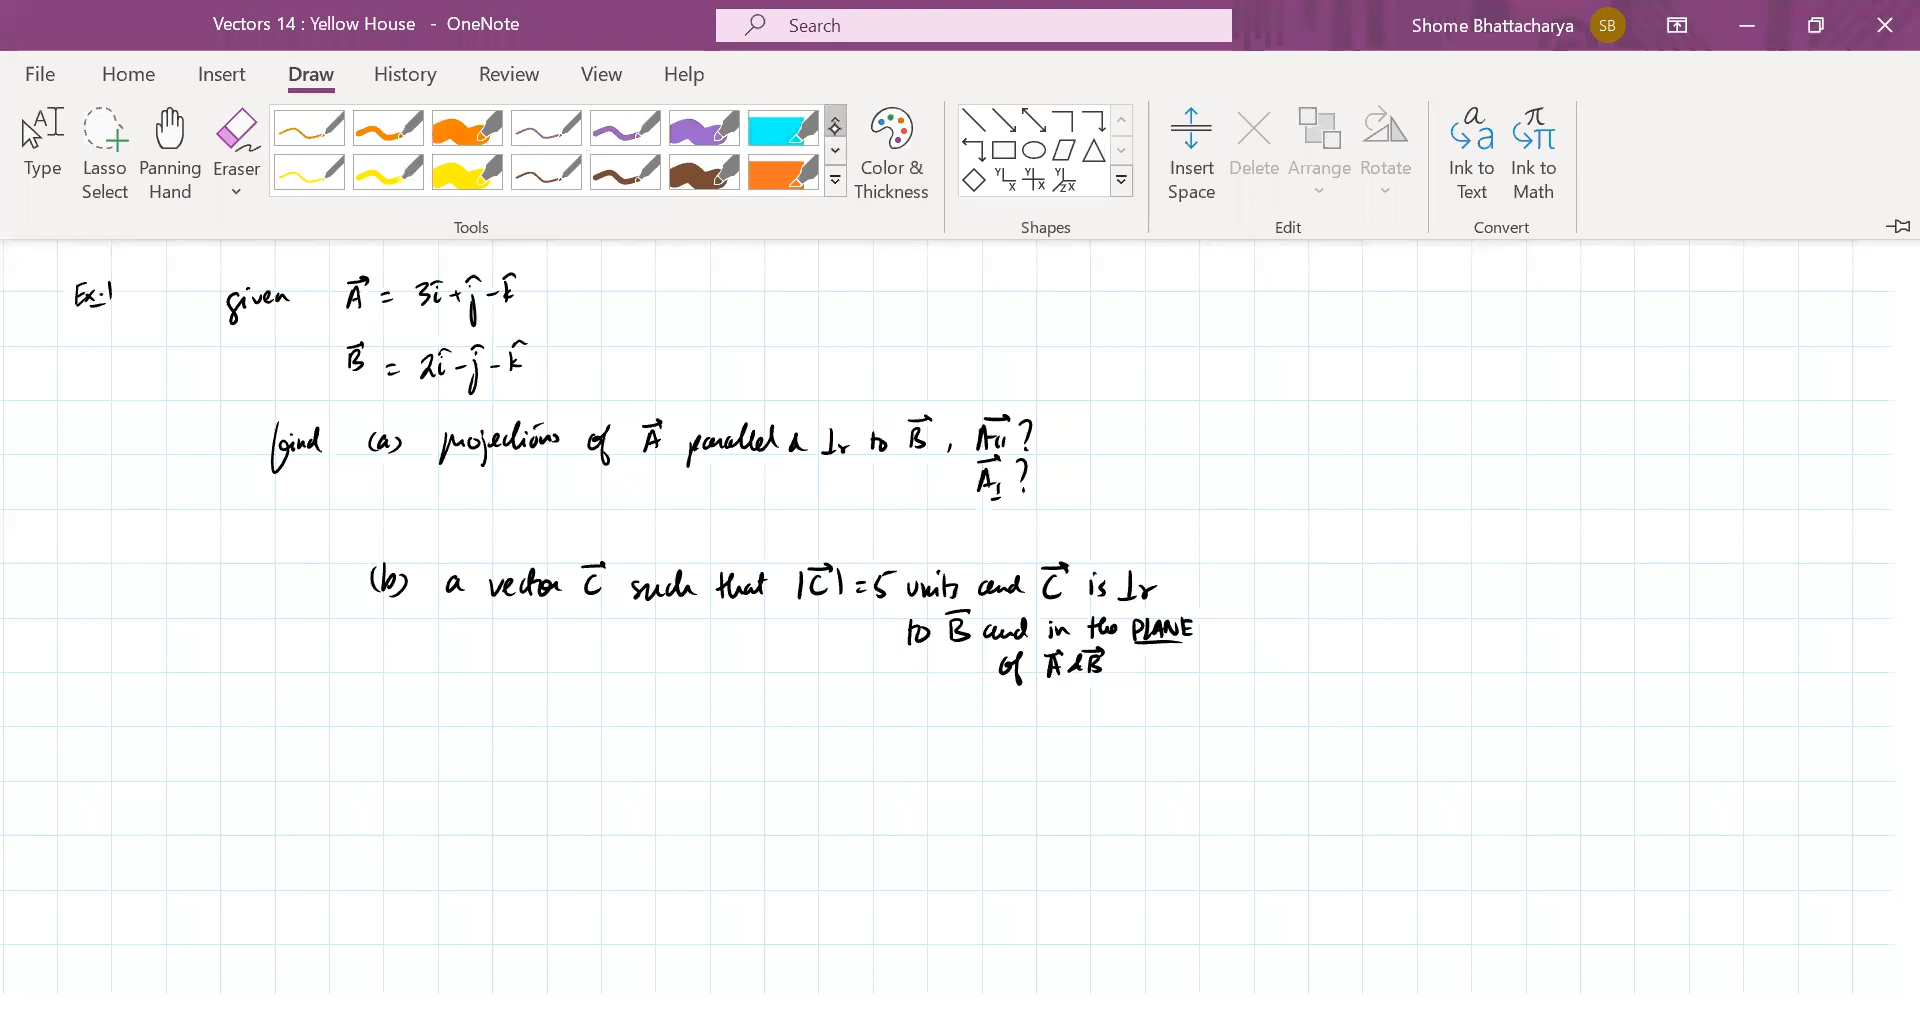 Vectors 14 : Yellow House - OneNote
Search
Shome Bhattacharya SB
File Home Insert Draw History Review View Help
Type
Lasso Select
Panning Hand
Eraser
Color & Thickness
Insert Space
Delete
Arrange
Rotate
Ink to Text
Ink to Math
Tools Shapes Edit Convert
Ex.1 given A⃗ = 3î + ĵ - k̂
B⃗ = 2î - ĵ - k̂
find (a) projections of A⃗ parallel & ⊥r to B⃗, A⃗∥ ?
A⃗⊥ ?
(b) a vector C⃗ such that |C⃗| = 5 units and C⃗ is ⊥r
to B⃗ and in the PLANE
of A⃗ & B⃗